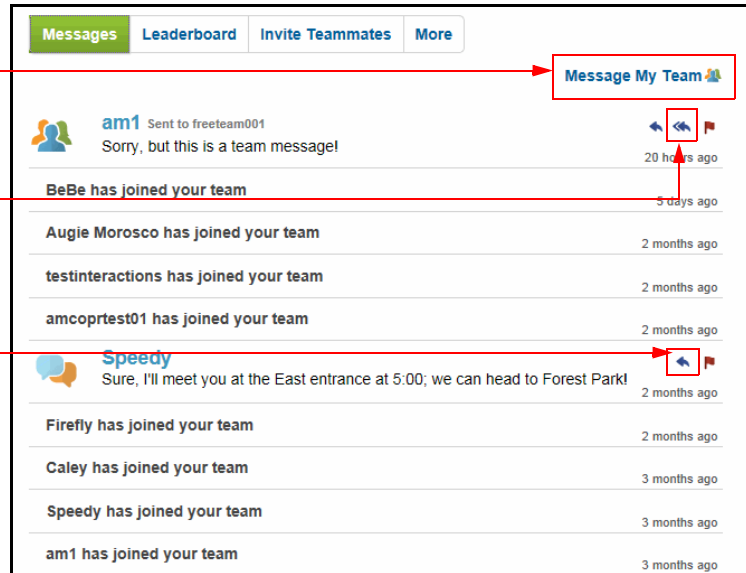 Messages Leaderboard Invite Teammates More
Message My Team
am1 Sent to freeteam001
Sorry, but this is a team message!
20 hours ago
BeBe has joined your team
5 days ago
Augie Morosco has joined your team
2 months ago
testinteractions has joined your team
2 months ago
amcoprtest01 has joined your team
2 months ago
Speedy
Sure, I'll meet you at the East entrance at 5:00; we can head to Forest Park!
2 months ago
Firefly has joined your team
2 months ago
Caley has joined your team
3 months ago
Speedy has joined your team
3 months ago
am1 has joined your team
3 months ago